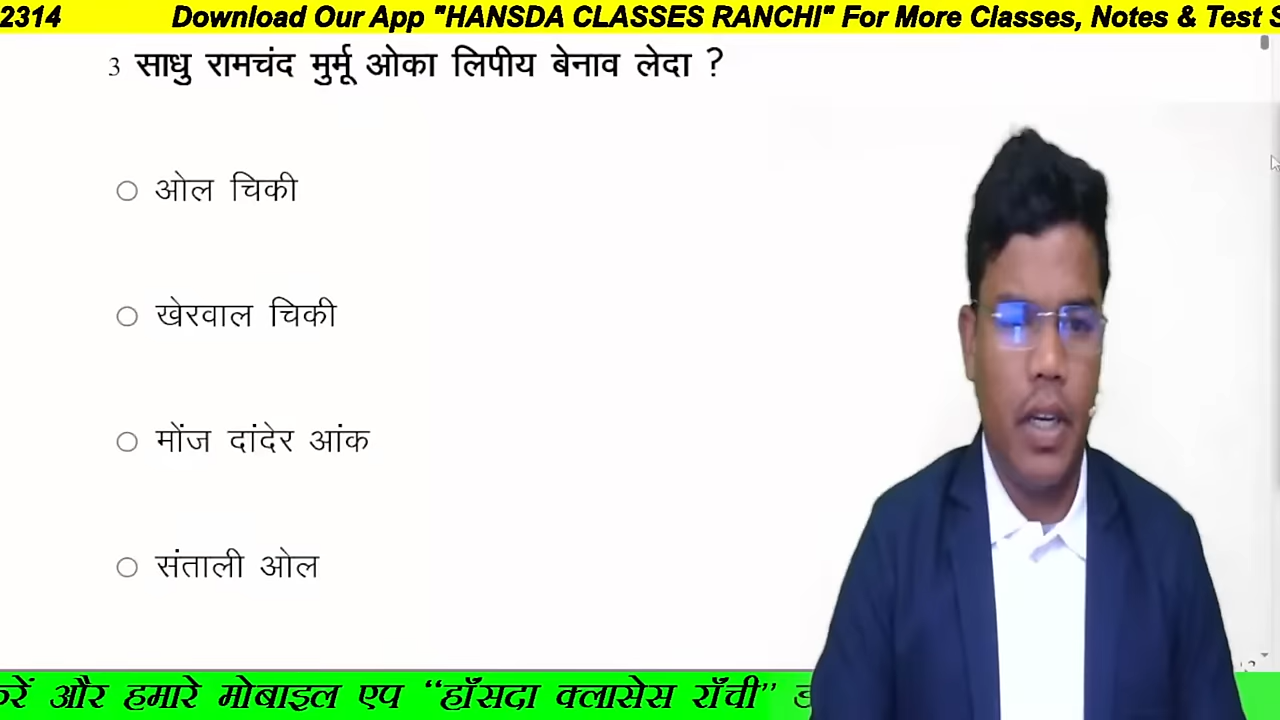 2314 Download Our App "HANSDA CLASSES RANCHI" For More Classes, Notes & Test
3 साधु रामचंद मुर्मू ओका लिपीय बेनाव लेदा ?
ओल चिकी
खेरवाल चिकी
मोंज दांदेर आंक
संताली ओल
और हमारे मोबाइल एप “हाँसदा क्लासेस राँची”